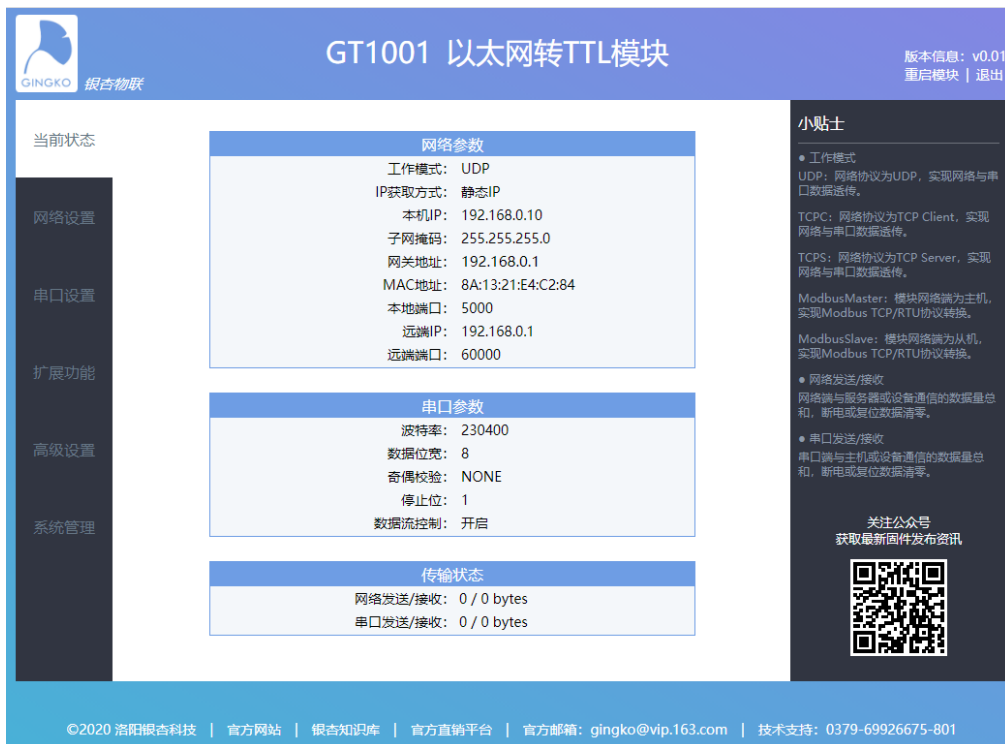 GT1001 以太网转TTL模块
GINGKO
银杏物联
版本信息：v0.01
重启模块 | 退出
当前状态
网络设置
串口设置
扩展功能
高级设置
系统管理
网络参数
工作模式： UDP
IP获取方式： 静态IP
本机IP： 192.168.0.10
子网掩码： 255.255.255.0
网关地址： 192.168.0.1
MAC地址： 8A:13:21:E4:C2:84
本地端口： 5000
远端IP： 192.168.0.1
远端端口： 60000
串口参数
波特率： 230400
数据位宽： 8
奇偶校验： NONE
停止位： 1
数据流控制： 开启
传输状态
网络发送/接收： 0 / 0 bytes
串口发送/接收： 0 / 0 bytes
小贴士
● 工作模式
UDP：网络协议为UDP，实现网络与串
口数据透传。
TCPC：网络协议为TCP Client，实现
网络与串口数据透传。
TCPS：网络协议为TCP Server，实现
网络与串口数据透传。
ModbusMaster：模块网络端为主机，
实现Modbus TCP/RTU协议转换。
ModbusSlave：模块网络端为从机，
实现Modbus TCP/RTU协议转换。
● 网络发送/接收
网络端与服务器或设备通信的数据量总
和，断电或复位数据清零。
● 串口发送/接收
串口端与主机或设备通信的数据量总
和，断电或复位数据清零。
关注公众号
获取最新固件发布资讯
©2020 洛阳银杏科技 | 官方网站 | 银杏知识库 | 官方直销平台 | 官方邮箱：gingko@vip.163.com | 技术支持：0379-69926675-801